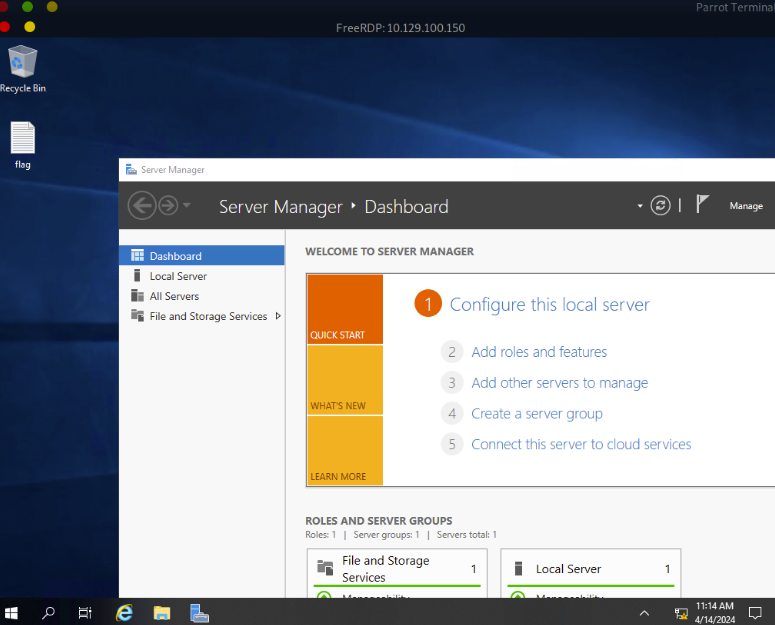 Parrot Terminal
FreeRDP: 10.129.100.150
Recycle Bin
flag
Server Manager
Server Manager ‣ Dashboard
Manage
Dashboard
Local Server
All Servers
File and Storage Services
WELCOME TO SERVER MANAGER
QUICK START
WHAT'S NEW
LEARN MORE
1 Configure this local server
2 Add roles and features
3 Add other servers to manage
4 Create a server group
5 Connect this server to cloud services
ROLES AND SERVER GROUPS
Roles: 1 | Server groups: 1 | Servers total: 1
File and Storage
Services
1
Manageability
Local Server
1
Manageability
11:14 AM
4/14/2024